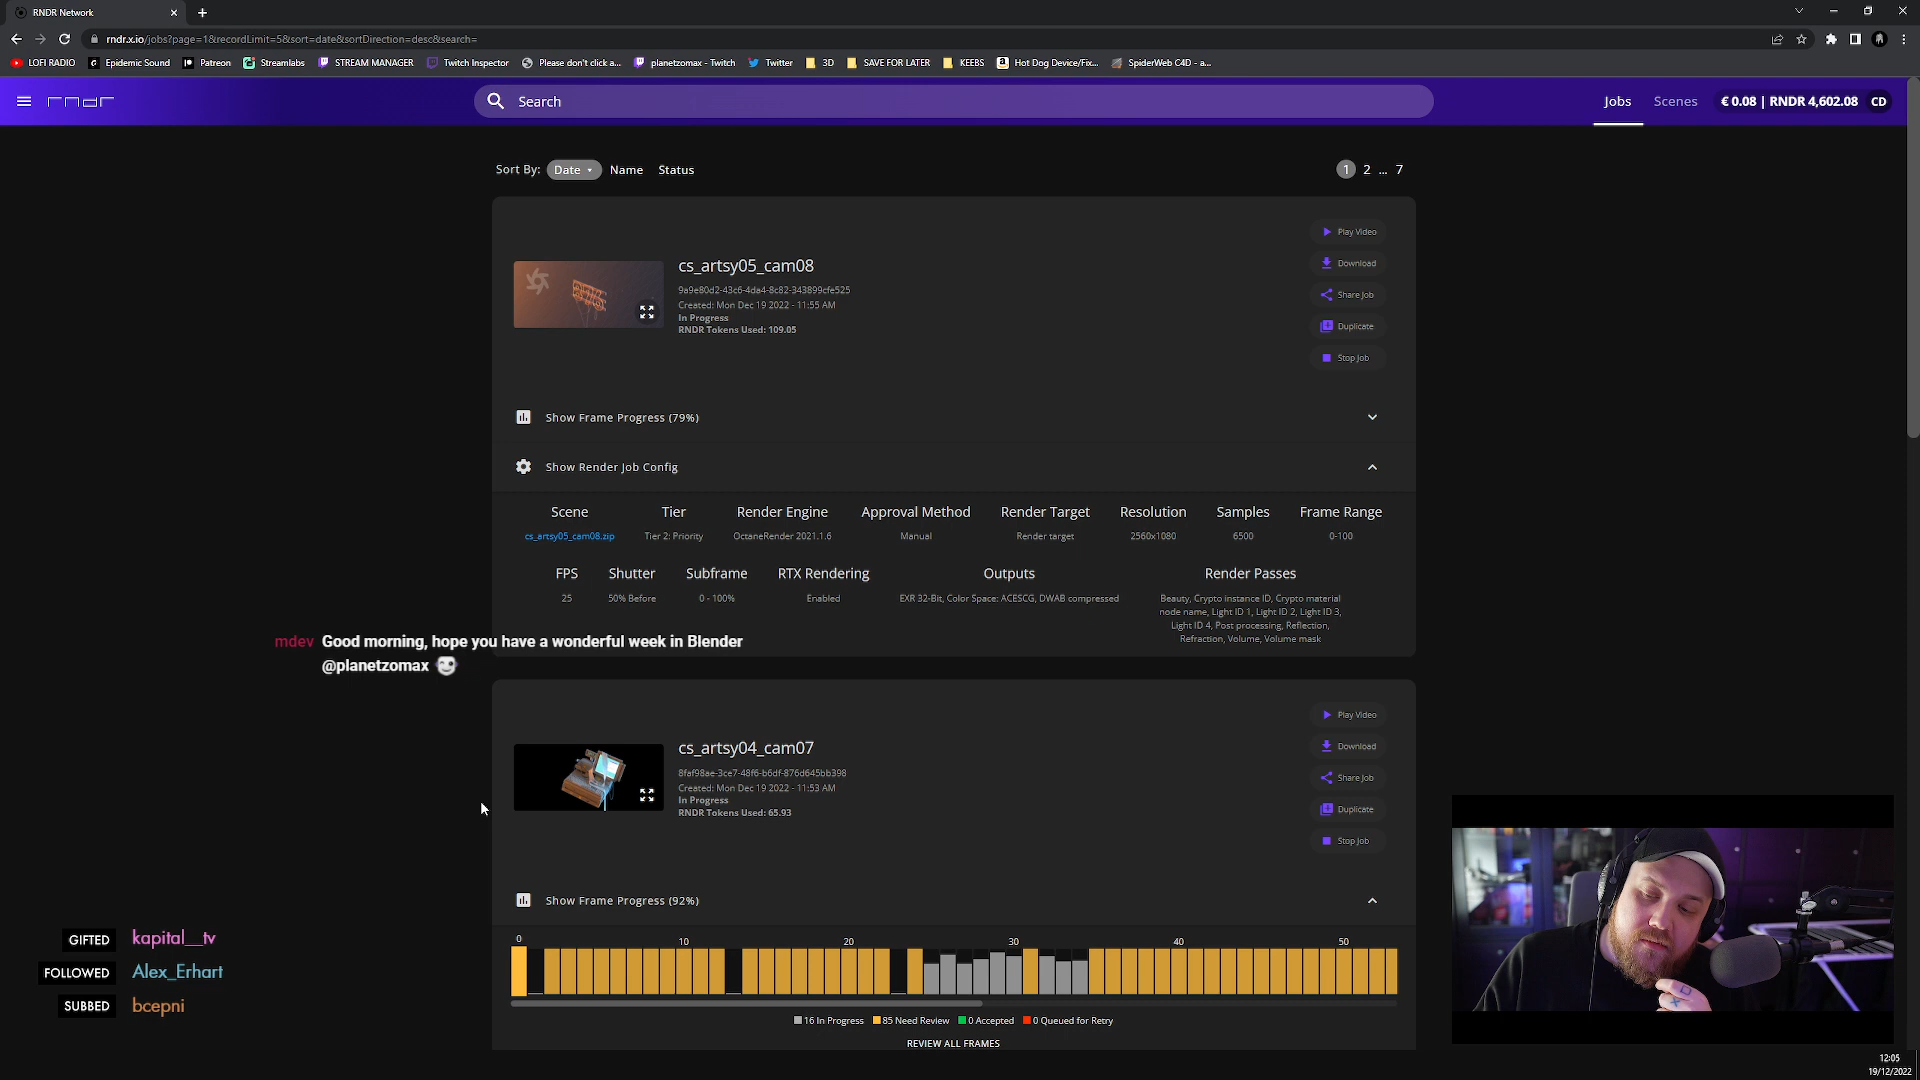 RNDR Network
rndr.x.io/jobs?page=1&recordLimit=5&sort=date&sortDirection=desc&search=
LOFI RADIO Epidemic Sound Patreon Streamlabs STREAM MANAGER Twitch Inspector Please don't click a... planetzomax - Twitch Twitter 3D SAVE FOR LATER KEEBS Hot Dog Device/Fix... SpiderWeb C4D - a...
rndr Search Jobs Scenes € 0.08 | RNDR 4,602.08 CD
Sort By: Date Name Status 1 2 ... 7
Play Video
Download
Share Job
Duplicate
Stop Job
cs_artsy05_cam08
9a9e80d2-43c6-4da4-8c82-343899cfe525
Created: Mon Dec 19 2022 - 11:55 AM
In Progress
RNDR Tokens Used: 109.05
Show Frame Progress (79%)
Show Render Job Config
Scene Tier Render Engine Approval Method Render Target Resolution Samples Frame Range
cs_artsy05_cam08.zip Tier 2: Priority OctaneRender 2021.1.6 Manual Render target 2560x1080 6500 0-100
FPS Shutter Subframe RTX Rendering Outputs Render Passes
25 50% Before 0 - 100% Enabled EXR 32-Bit, Color Space: ACESCG, DWAB compressed Beauty, Crypto instance ID, Crypto material
node name, Light ID 1, Light ID 2, Light ID 3,
Light ID 4, Post processing, Reflection,
Refraction, Volume, Volume mask
mdev Good morning, hope you have a wonderful week in Blender
@planetzomax
Play Video
Download
Share Job
Duplicate
Stop Job
cs_artsy04_cam07
8faf98ae-3ce7-48f6-b6df-876d645bb398
Created: Mon Dec 19 2022 - 11:53 AM
In Progress
RNDR Tokens Used: 65.93
Show Frame Progress (92%)
0 10 20 30 40 50
16 In Progress 85 Need Review 0 Accepted 0 Queued for Retry
REVIEW ALL FRAMES
GIFTED kapital__tv
FOLLOWED Alex_Erhart
SUBBED bcepni
12:05
19/12/2022